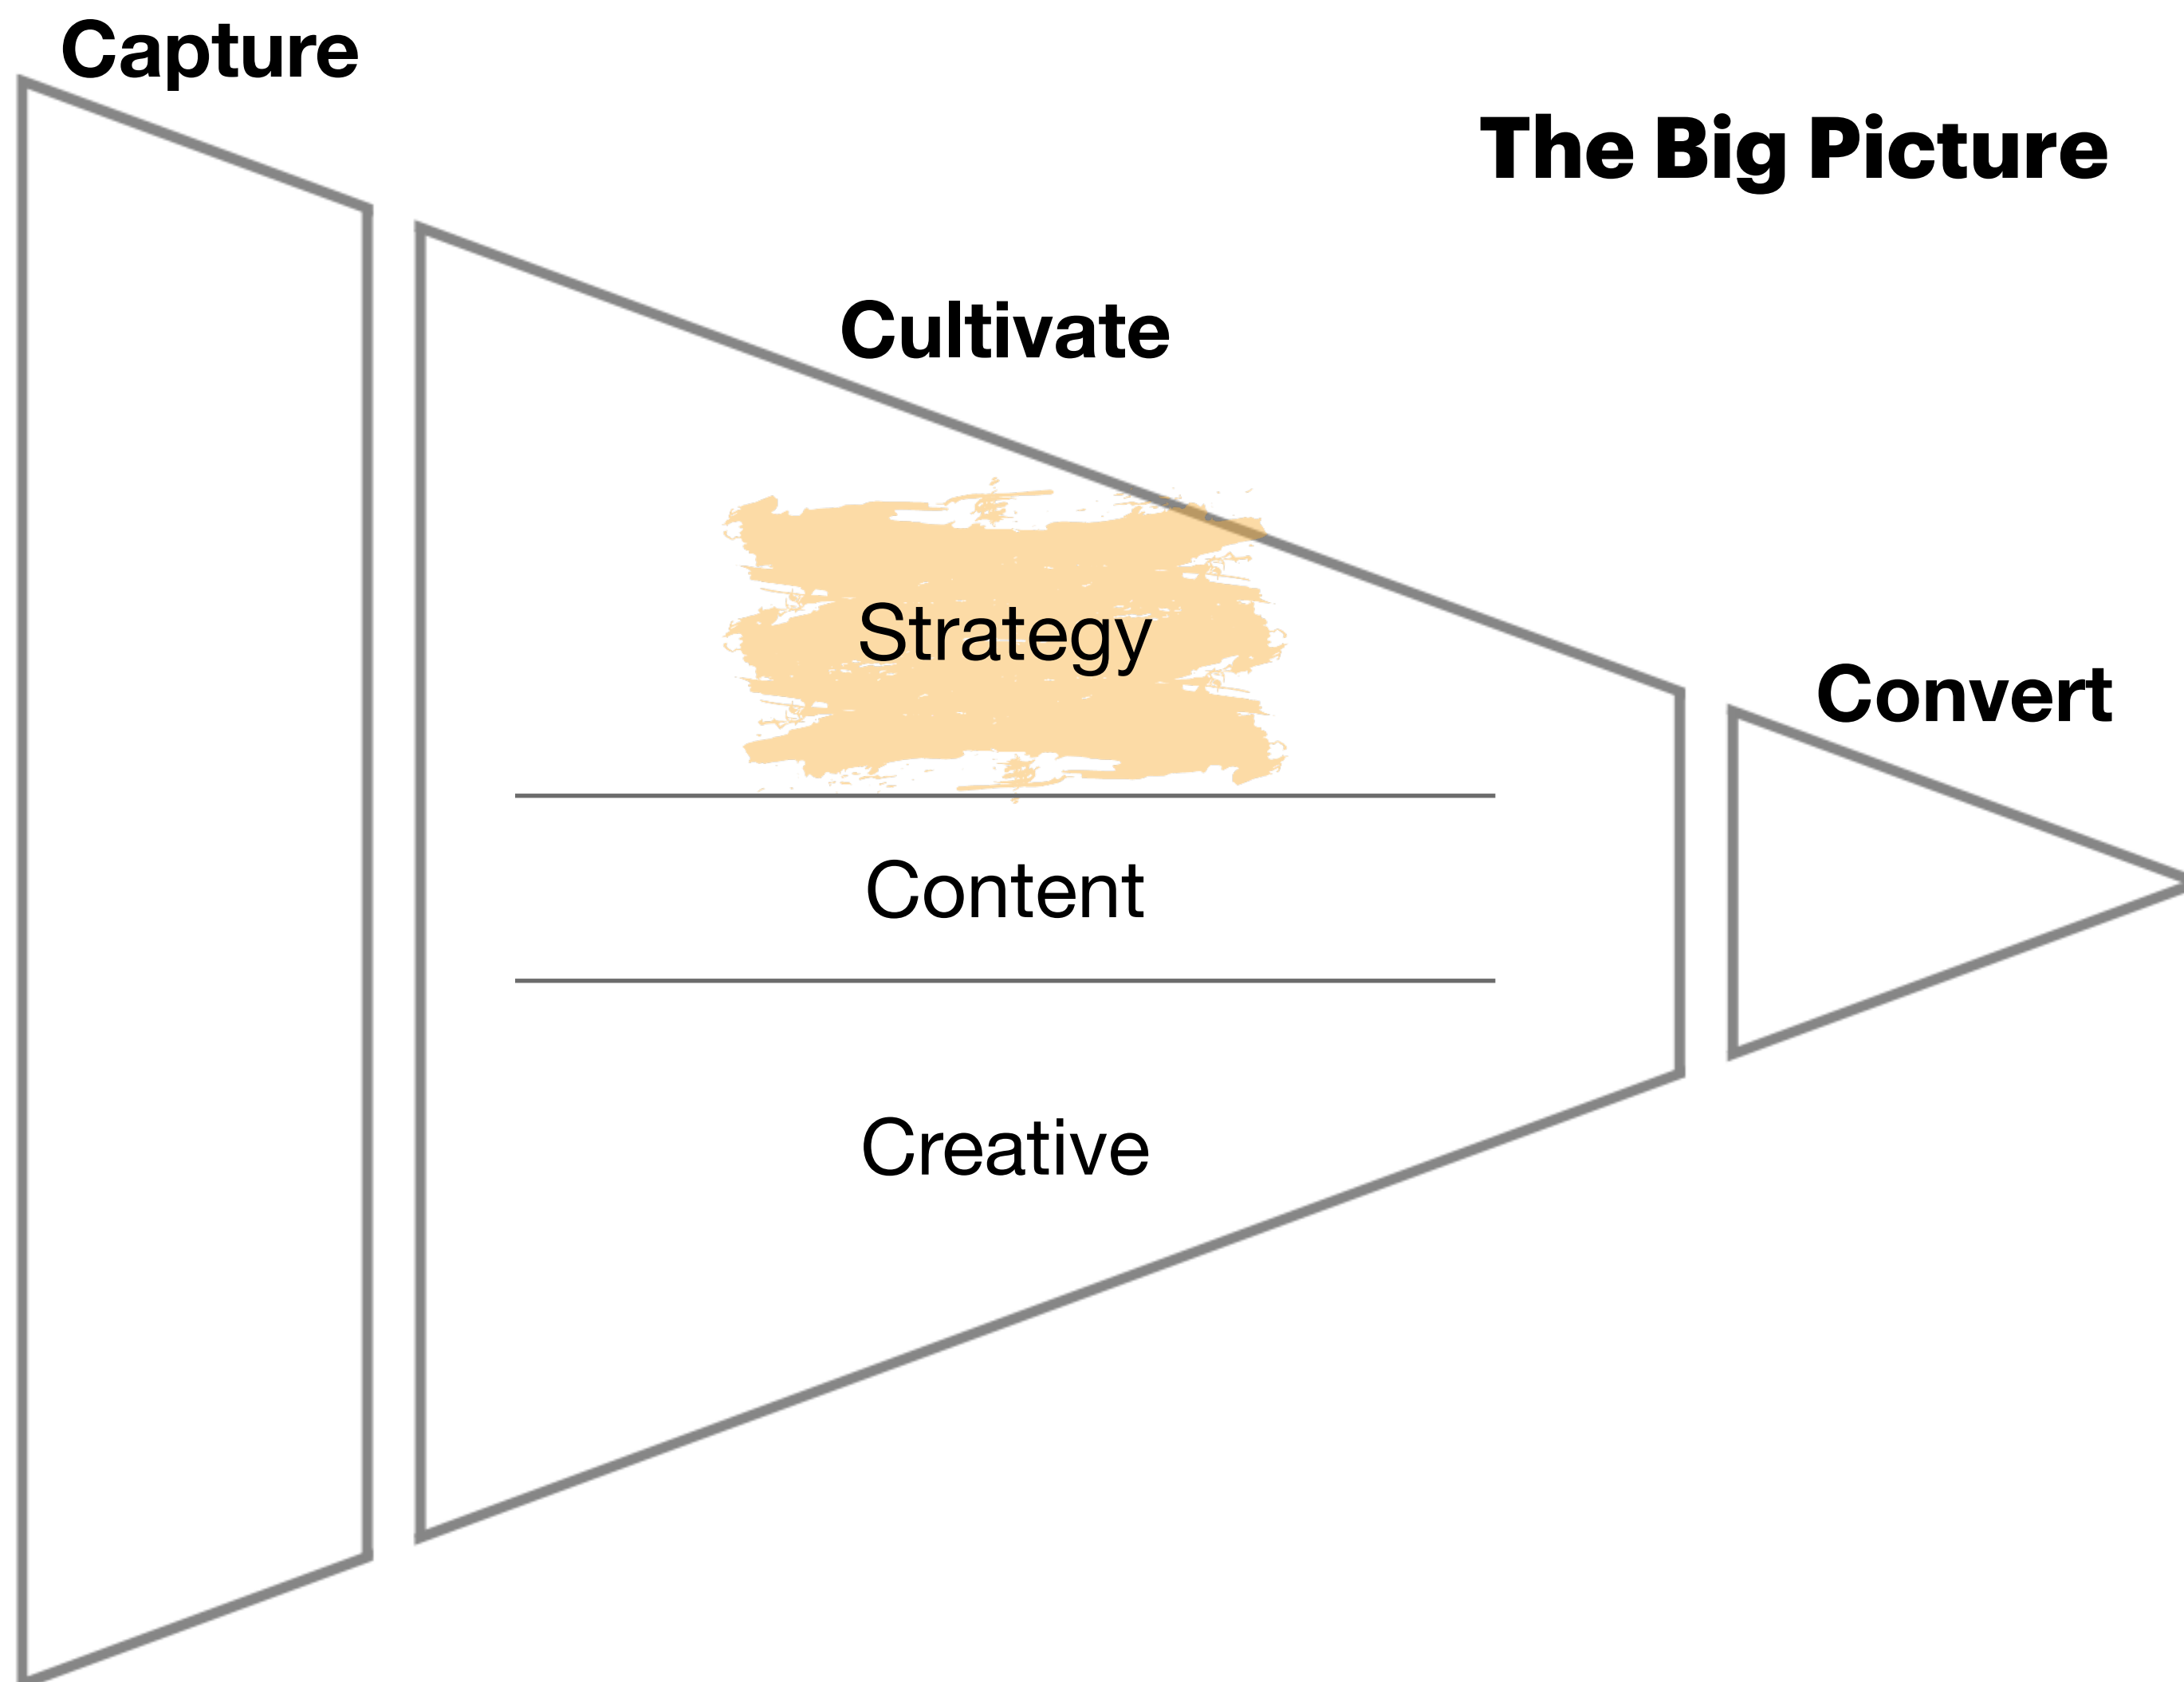 Capture
The Big Picture
Cultivate
Strategy
Convert
Content
Creative